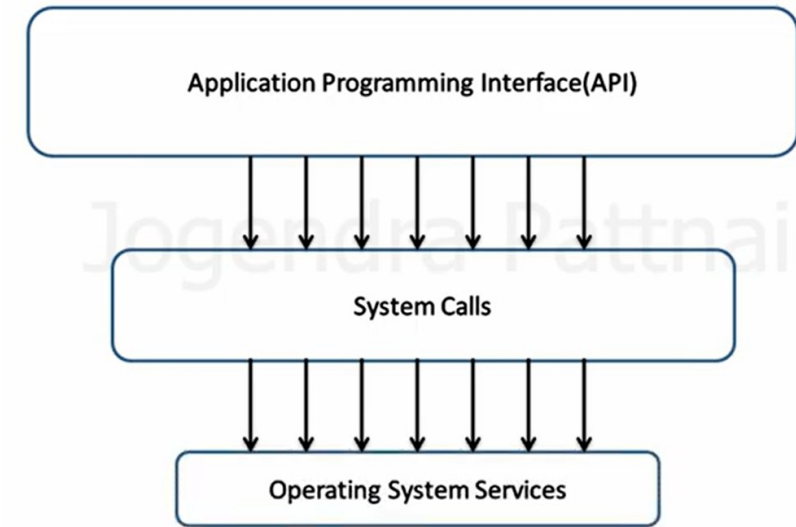 Application Programming Interface(API)
Jogendra Pattnai
System Calls
Operating System Services